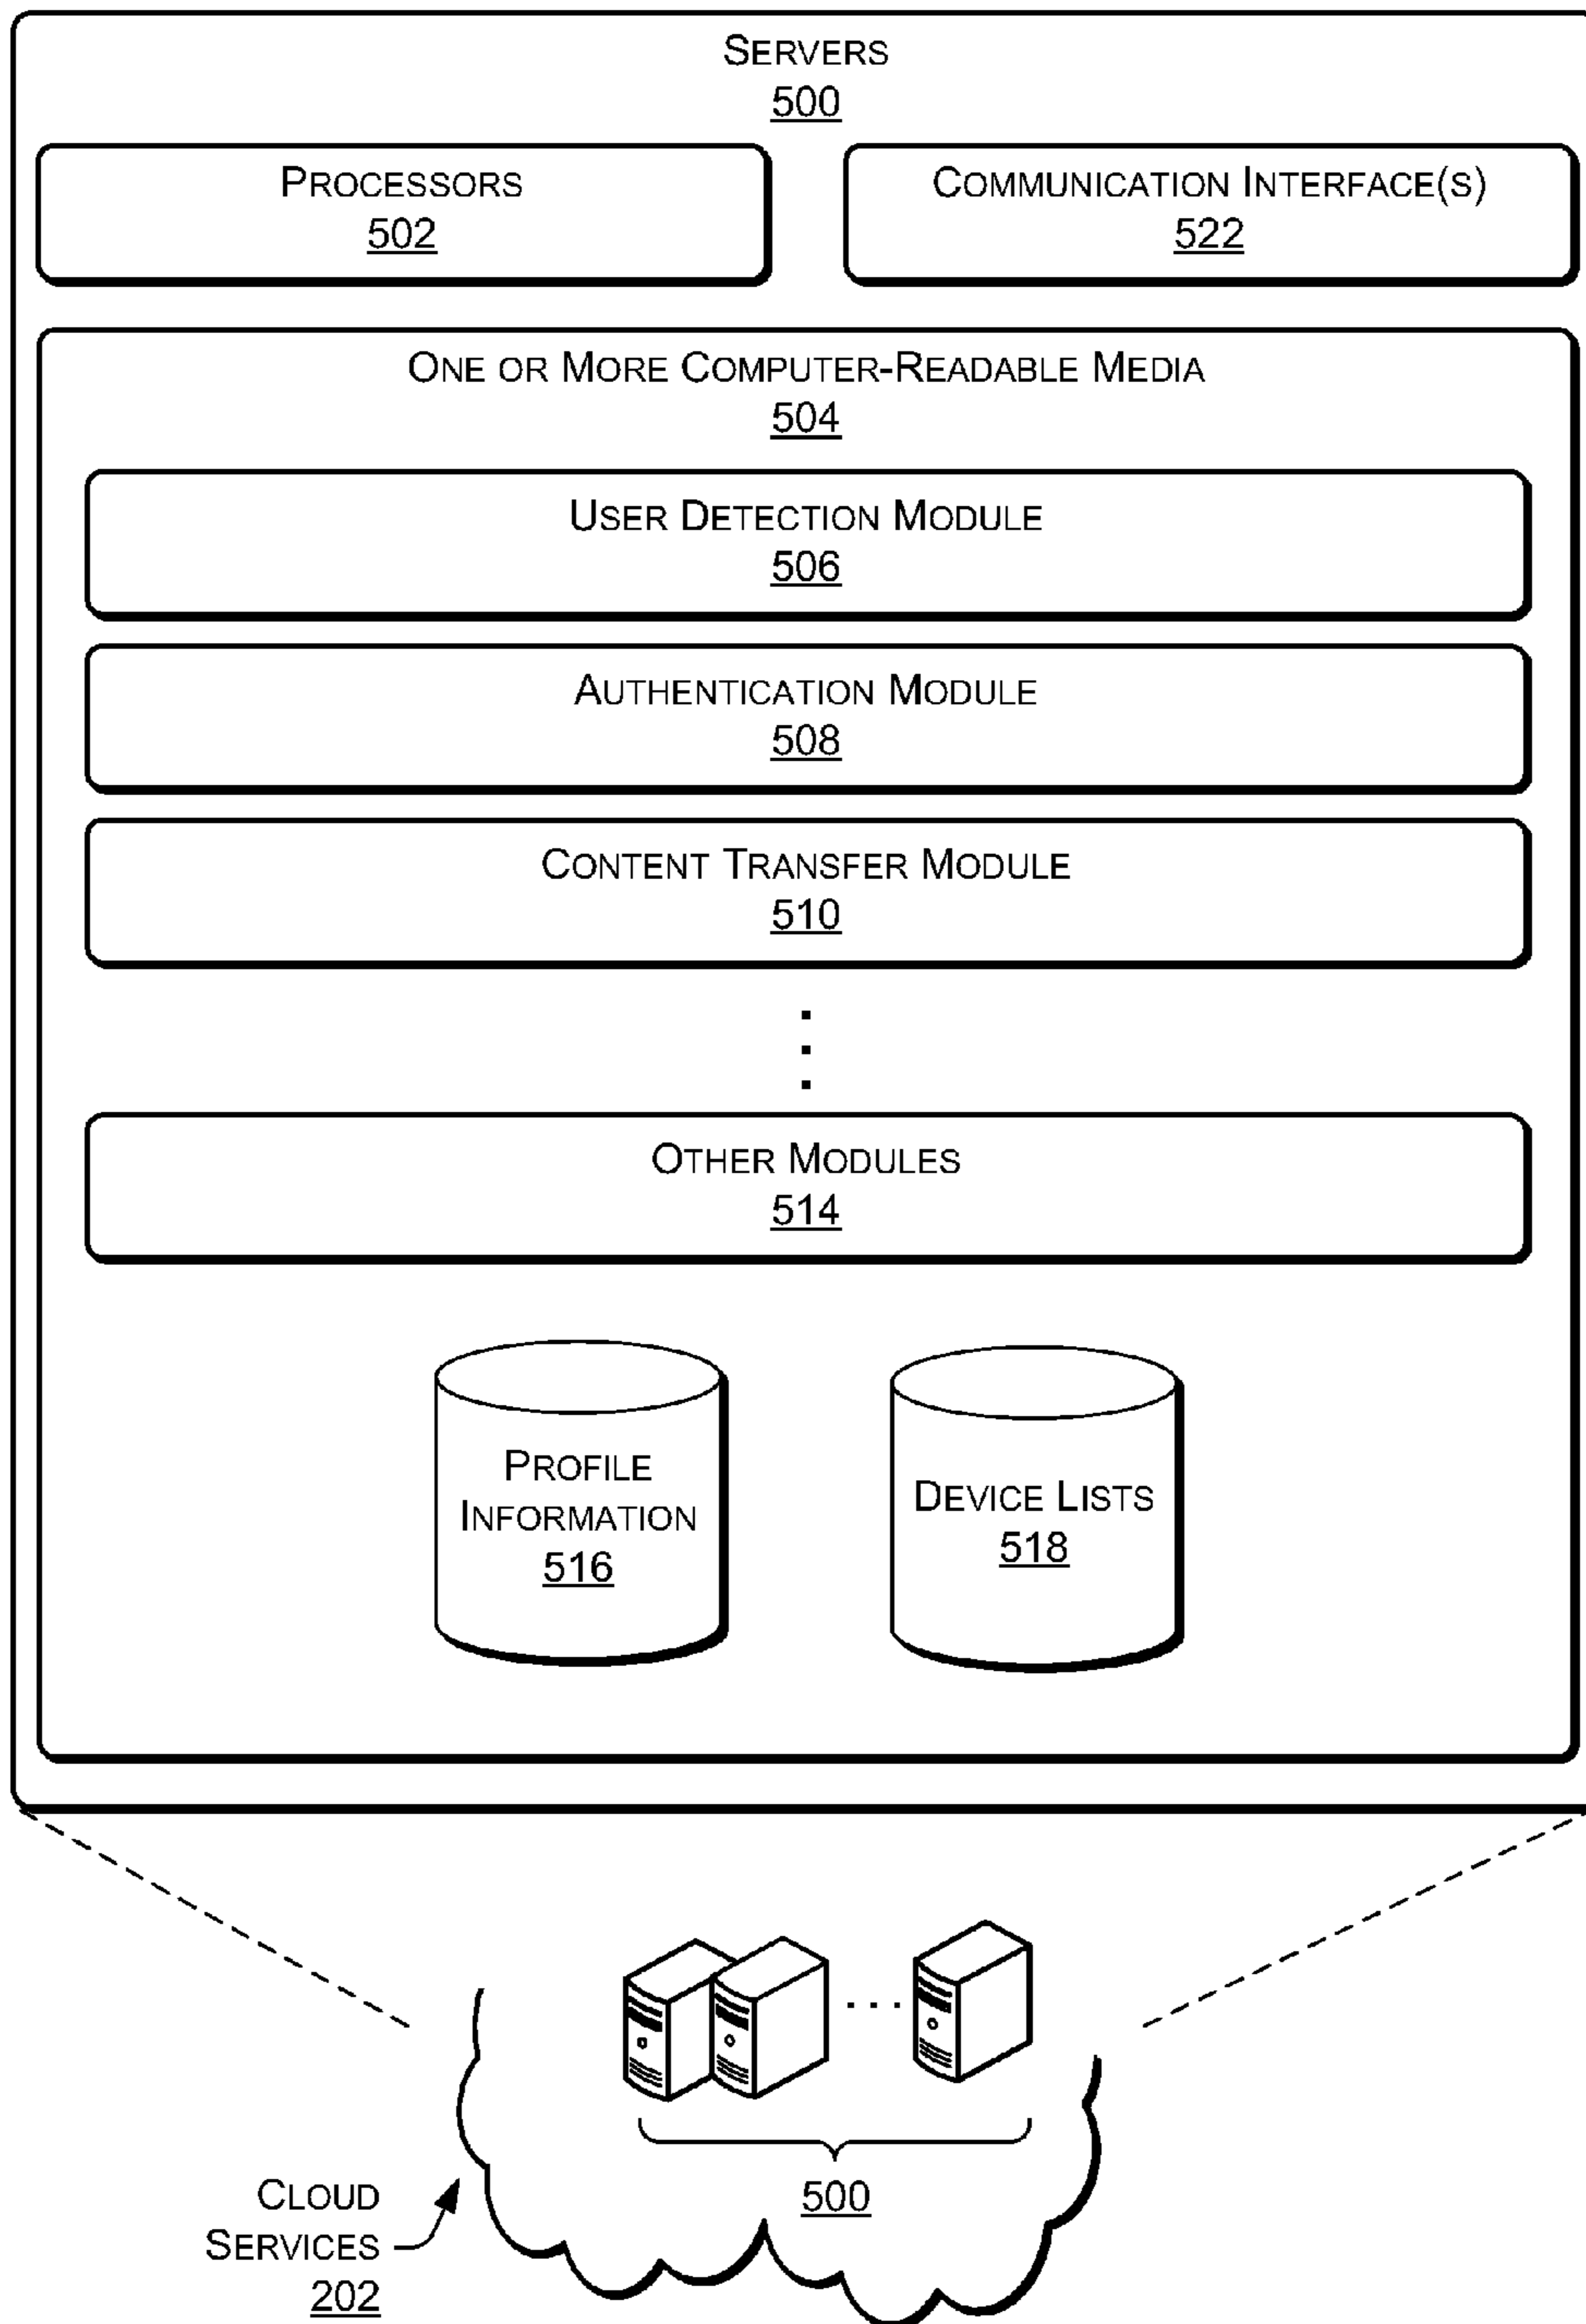 SERVERS
500
PROCESSORS
502
COMMUNICATION INTERFACE(S)
522
ONE OR MORE COMPUTER-READABLE MEDIA
504
USER DETECTION MODULE
506
AUTHENTICATION MODULE
508
CONTENT TRANSFER MODULE
510
OTHER MODULES
514
PROFILE
INFORMATION
516
DEVICE LISTS
518
500
CLOUD
SERVICES
202